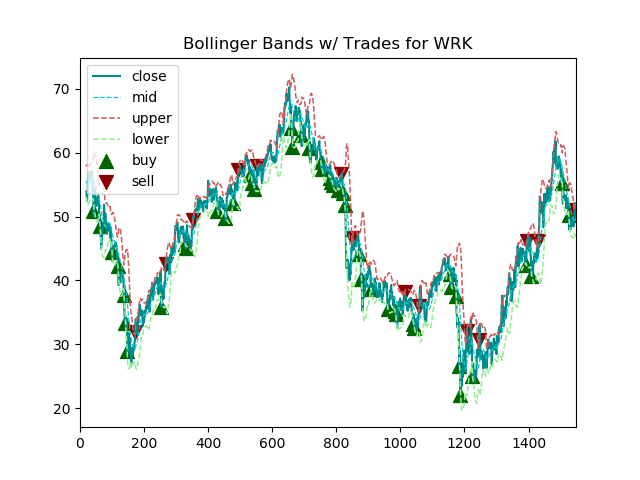 Bollinger Bands w/ Trades for WRK
close
mid
upper
lower
buy
sell
70
60
50
40
30
20
0 200 400 600 800 1000 1200 1400